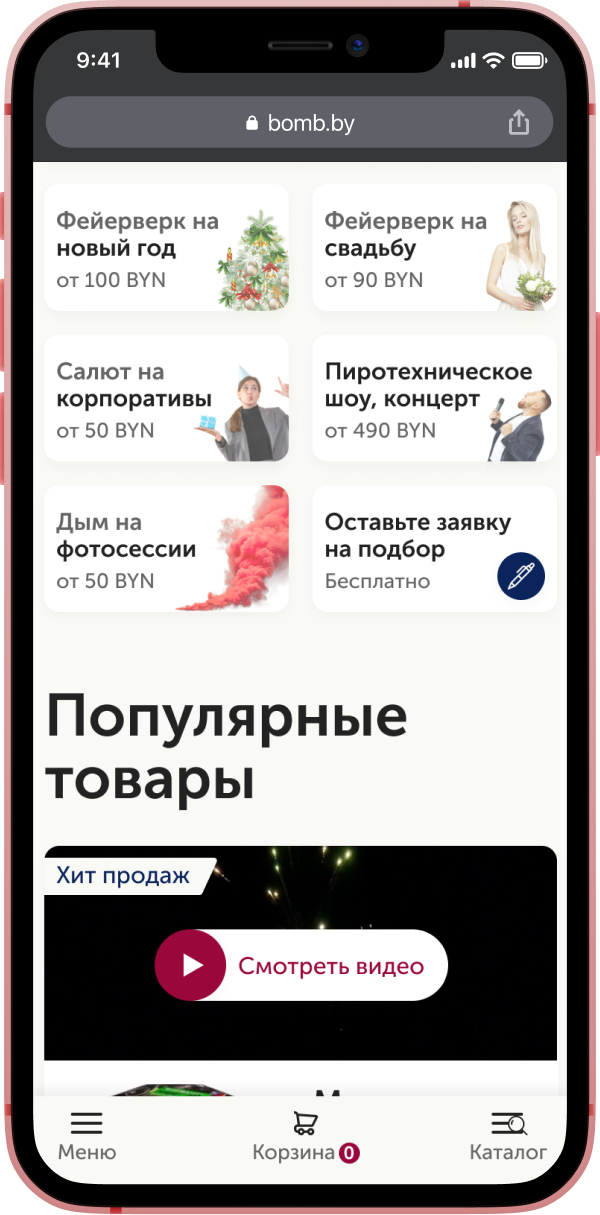 9:41
bomb.by
Фейерверк на
новый год
от 100 BYN
Фейерверк на
свадьбу
от 90 BYN
Салют на
корпоративы
от 50 BYN
Пиротехническое
шоу, концерт
от 490 BYN
Дым на
фотосессии
от 50 BYN
Оставьте заявку
на подбор
Бесплатно
Популярные
товары
Хит продаж
Смотреть видео
Меню
Корзина 0
Каталог